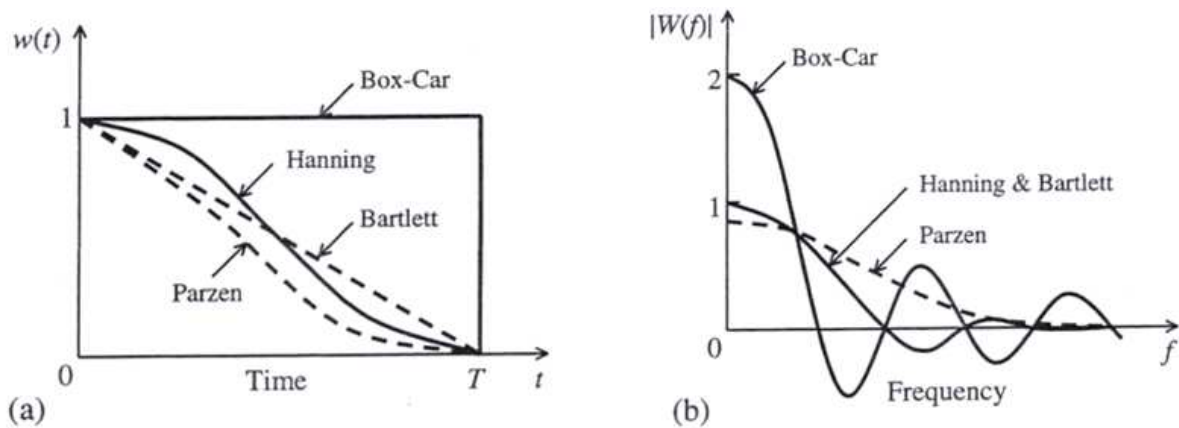 w(t)
Box-Car
1
Hanning
Bartlett
Parzen
0
Time
T
t
(a)
|W(f)|
Box-Car
2
Hanning & Bartlett
1
Parzen
0
f
Frequency
(b)